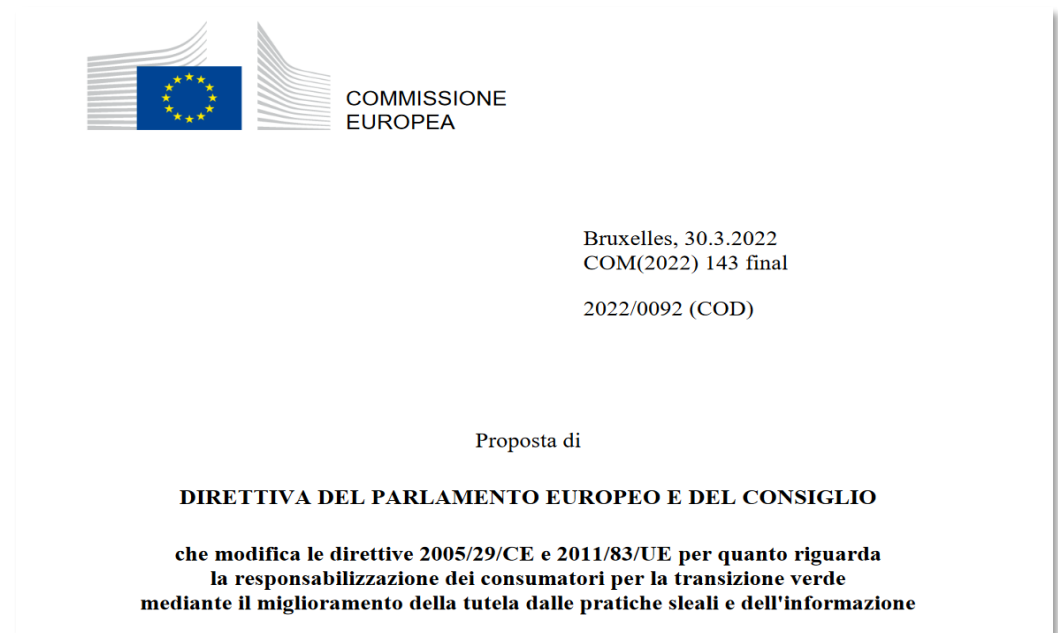 COMMISSIONE
EUROPEA
Bruxelles, 30.3.2022
COM(2022) 143 final
2022/0092 (COD)
Proposta di
DIRETTIVA DEL PARLAMENTO EUROPEO E DEL CONSIGLIO
che modifica le direttive 2005/29/CE e 2011/83/UE per quanto riguarda
la responsabilizzazione dei consumatori per la transizione verde
mediante il miglioramento della tutela dalle pratiche sleali e dell'informazione